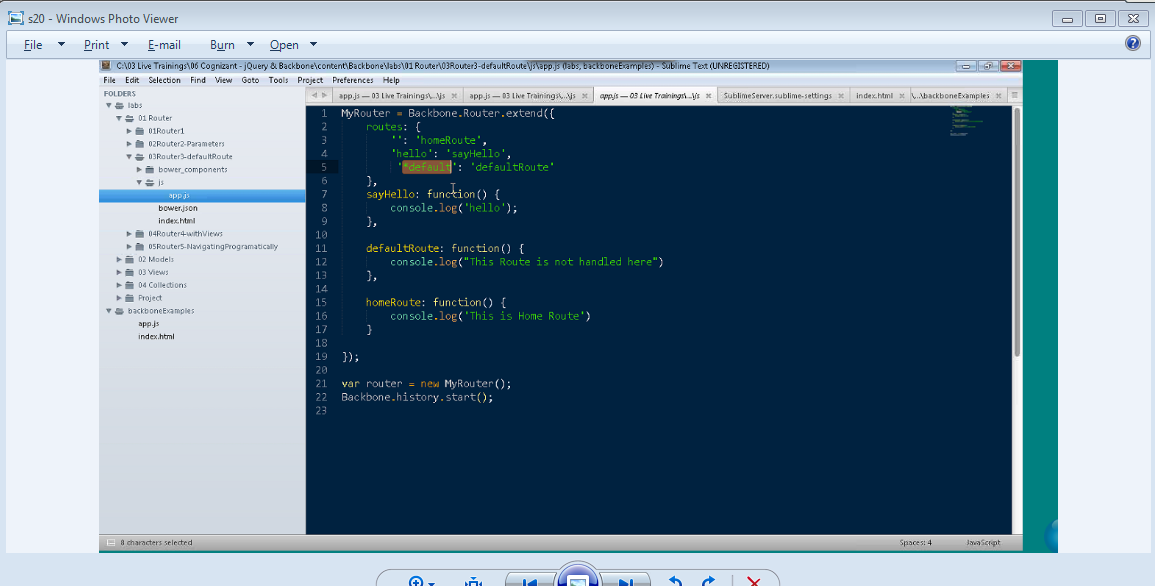 s20 - Windows Photo Viewer
File Print E-mail Burn Open
C:\03 Live Trainings\06 Cognizant - jQuery & Backbone\content\Backbone\labs\01 Router\03Router3-defaultRoute\js\app.js (labs, backboneExamples) - Sublime Text (UNREGISTERED)
File Edit Selection Find View Goto Tools Project Preferences Help
FOLDERS
labs
01 Router
01Router1
02Router2-Parameters
03Router3-defaultRoute
bower_components
js
app.js
bower.json
index.html
04Router4-withViews
05Router5-NavigatingProgramatically
02 Models
03 Views
04 Collections
Project
backboneExamples
app.js
index.html
app.js — 03 Live Trainings\...\js
app.js — 03 Live Trainings\...\js
app.js — 03 Live Trainings\...\js
SublimeServer.sublime-settings
index.html
\...\backboneExamples
1 MyRouter = Backbone.Router.extend({
2 routes: {
3 '': 'homeRoute',
4 'hello': 'sayHello',
5 '*default': 'defaultRoute'
6 },
7 sayHello: function() {
8 console.log('hello');
9 },
10
11 defaultRoute: function() {
12 console.log("This Route is not handled here")
13 },
14
15 homeRoute: function() {
16 console.log('This is Home Route')
17 }
18
19 });
20
21 var router = new MyRouter();
22 Backbone.history.start();
23
8 characters selected
Spaces: 4 JavaScript